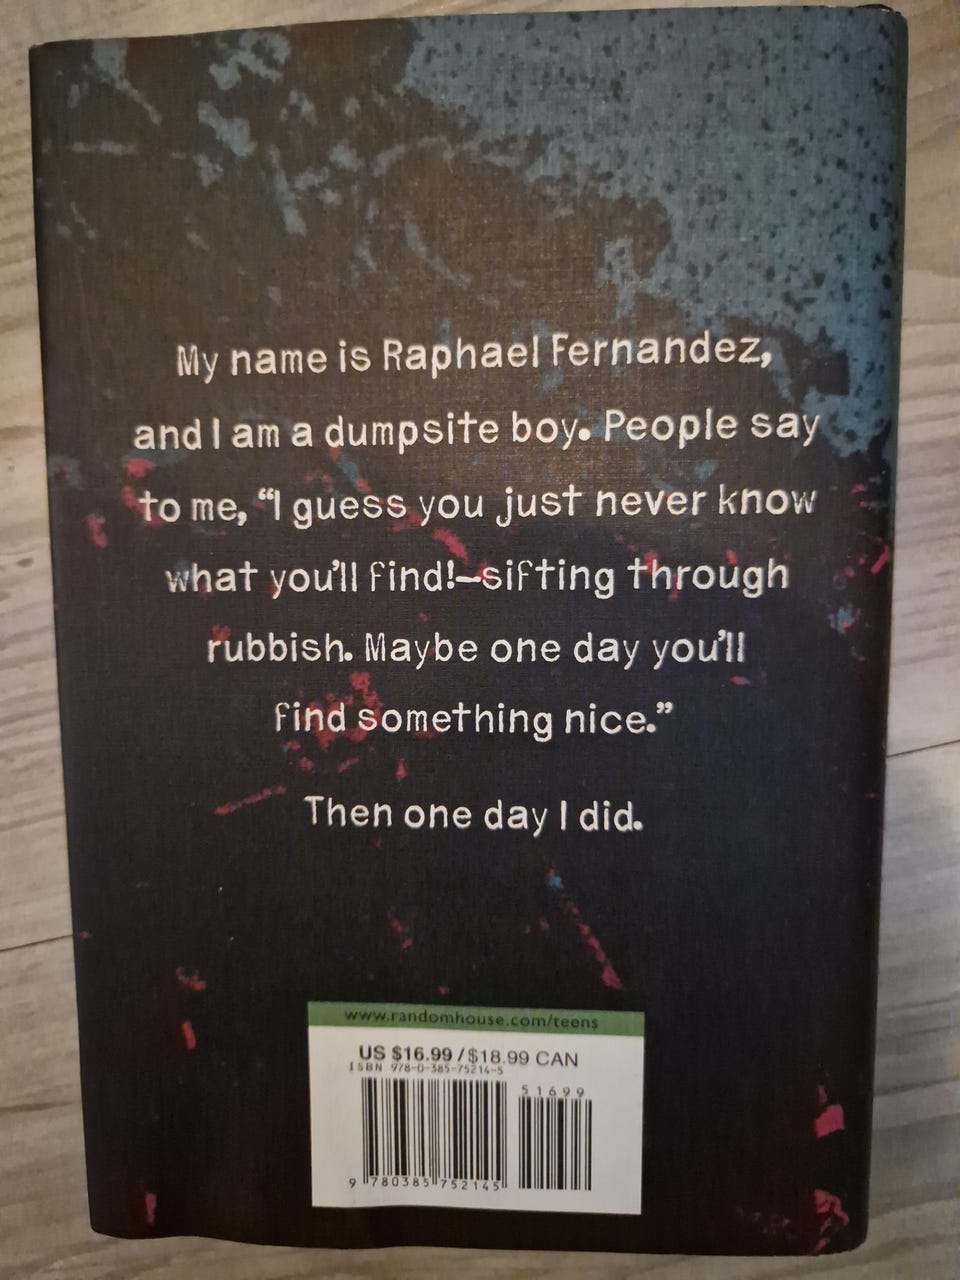 My name is Raphael Fernandez,
and I am a dumpsite boy. People say
to me, “I guess you just never know
what you’ll find!—sifting through
rubbish. Maybe one day you’ll
find something nice.”
Then one day I did.
www.randomhouse.com/teens
US $16.99 / $18.99 CAN
ISBN 978-0-385-75214-5
51699
9 780385 752145